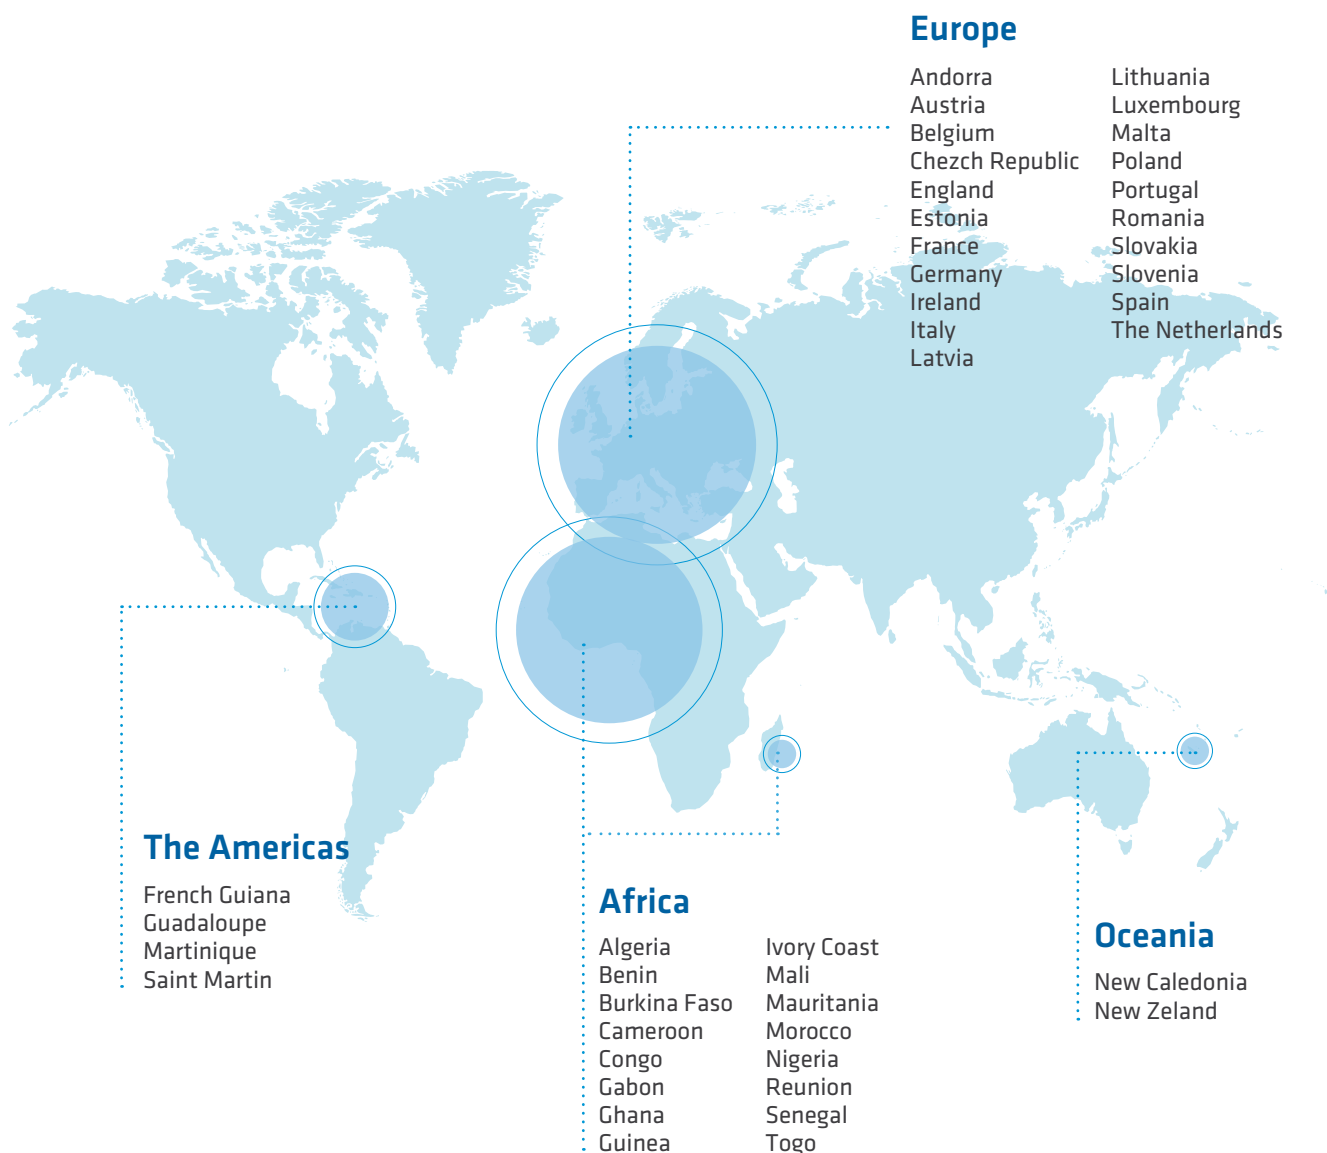 Europe
Andorra
Austria
Belgium
Chezch Republic
England
Estonia
France
Germany
Ireland
Italy
Latvia
Lithuania
Luxembourg
Malta
Poland
Portugal
Romania
Slovakia
Slovenia
Spain
The Netherlands
The Americas
French Guiana
Guadaloupe
Martinique
Saint Martin
Africa
Algeria
Benin
Burkina Faso
Cameroon
Congo
Gabon
Ghana
Guinea
Ivory Coast
Mali
Mauritania
Morocco
Nigeria
Reunion
Senegal
Togo
Oceania
New Caledonia
New Zeland